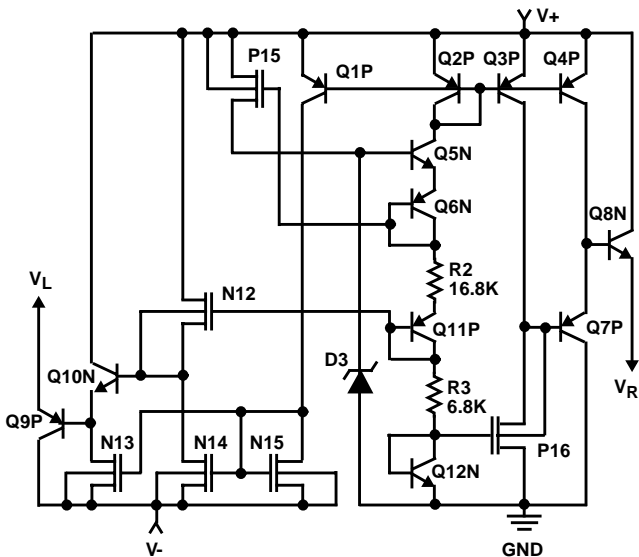 V+
P15
Q1P
Q2P
Q3P
Q4P
Q5N
Q6N
Q8N
VL
N12
R2
16.8K
Q11P
Q7P
D3
Q10N
R3
6.8K
VR
Q9P
N13
N14
N15
P16
Q12N
V-
GND